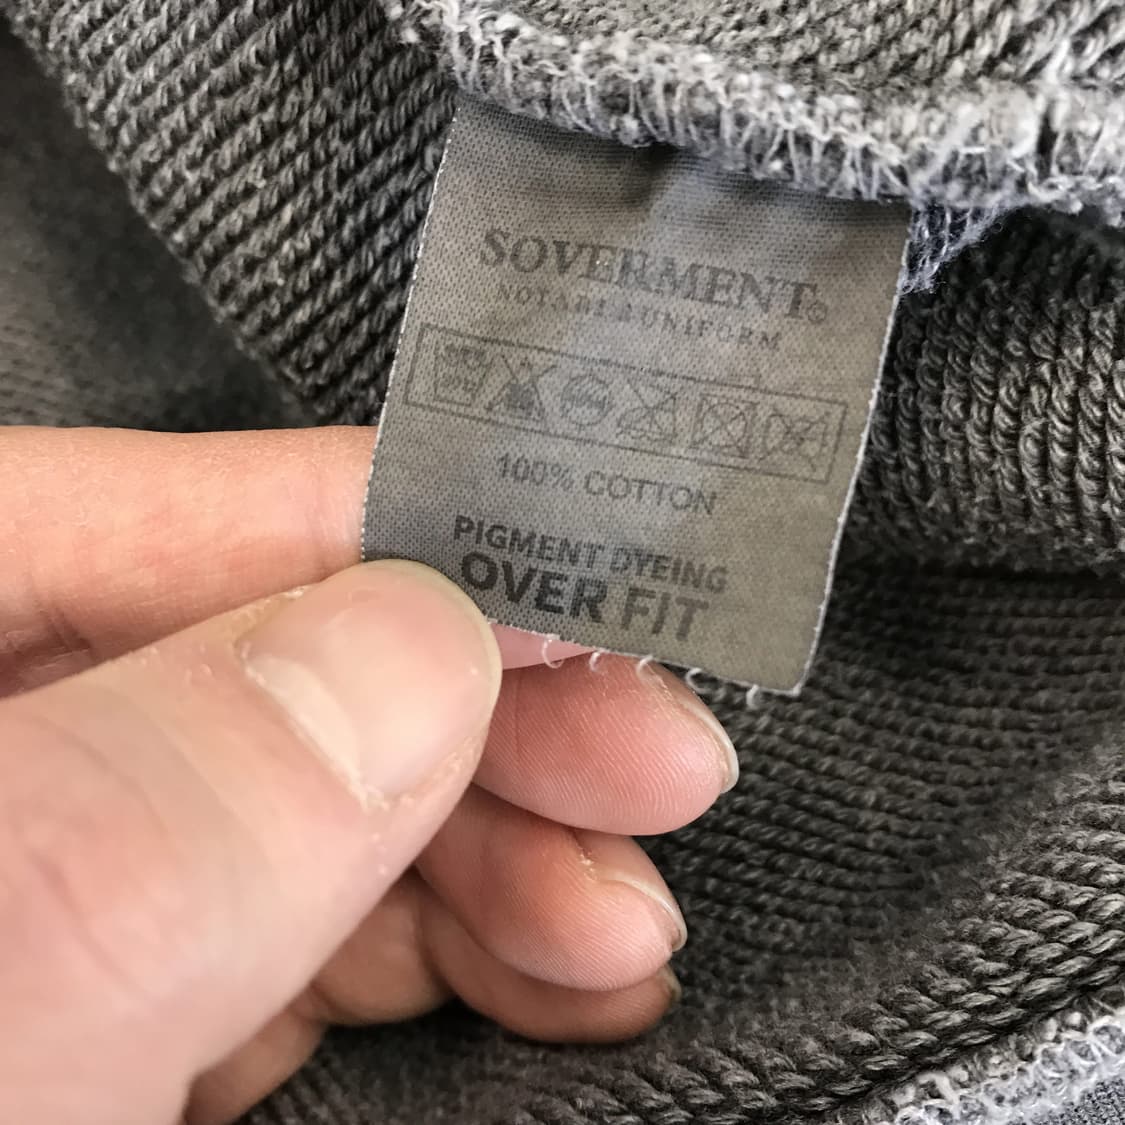 SOVERMENT®
NOTABLE UNIFORM
100% COTTON
PIGMENT DYEING
OVER FIT